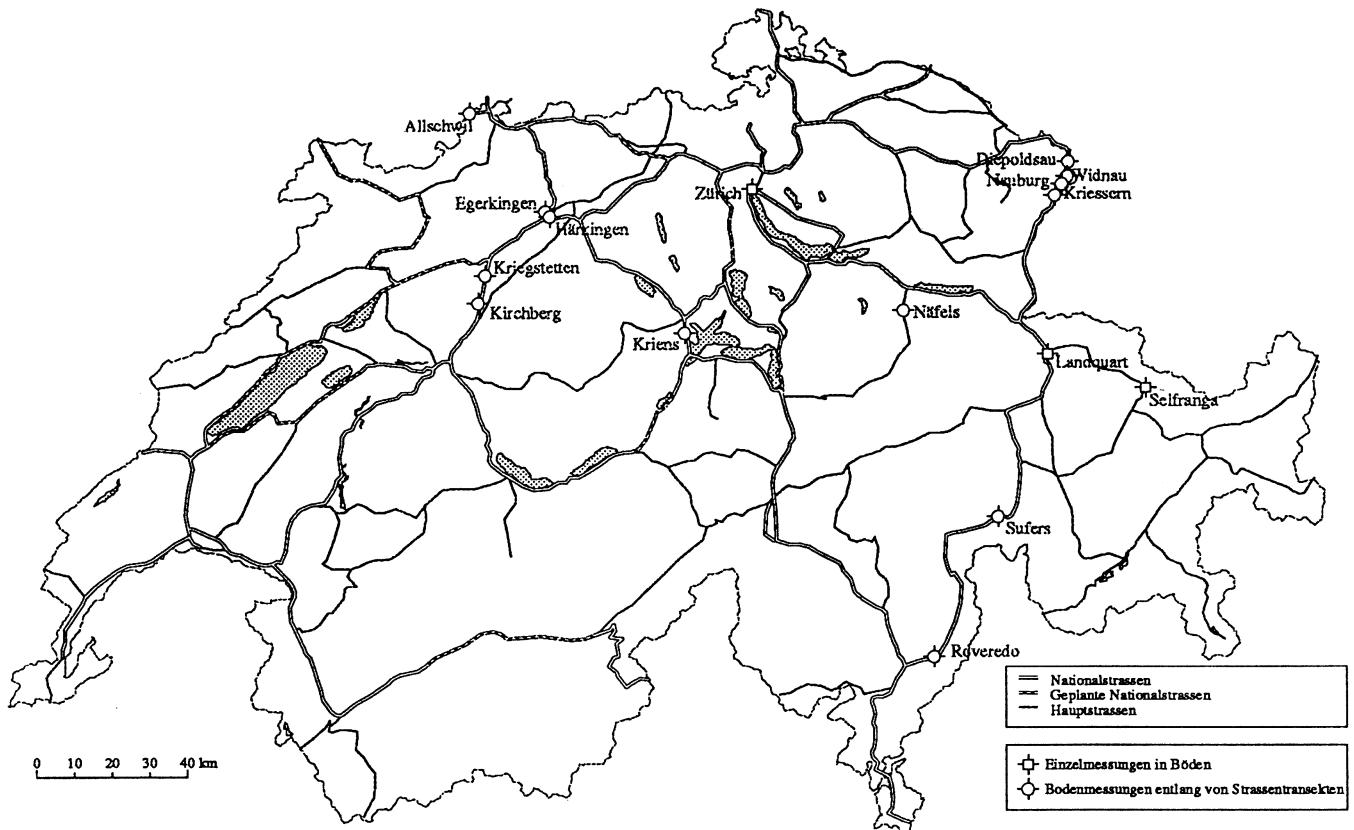 Allschwil
Diepoldsau
Widnau
Neuburg
Zürich
Kriessern
Egerkingen
Härkingen
Kriegstetten
Kirchberg
Näfels
Kriens
Landquart
Selfranga
Sufers
Roveredo
Nationalstrassen
Geplante Nationalstrassen
Hauptstrassen
0 10 20 30 40 km
Einzelmessungen in Böden
Bodenmessungen entlang von Strassentransekten